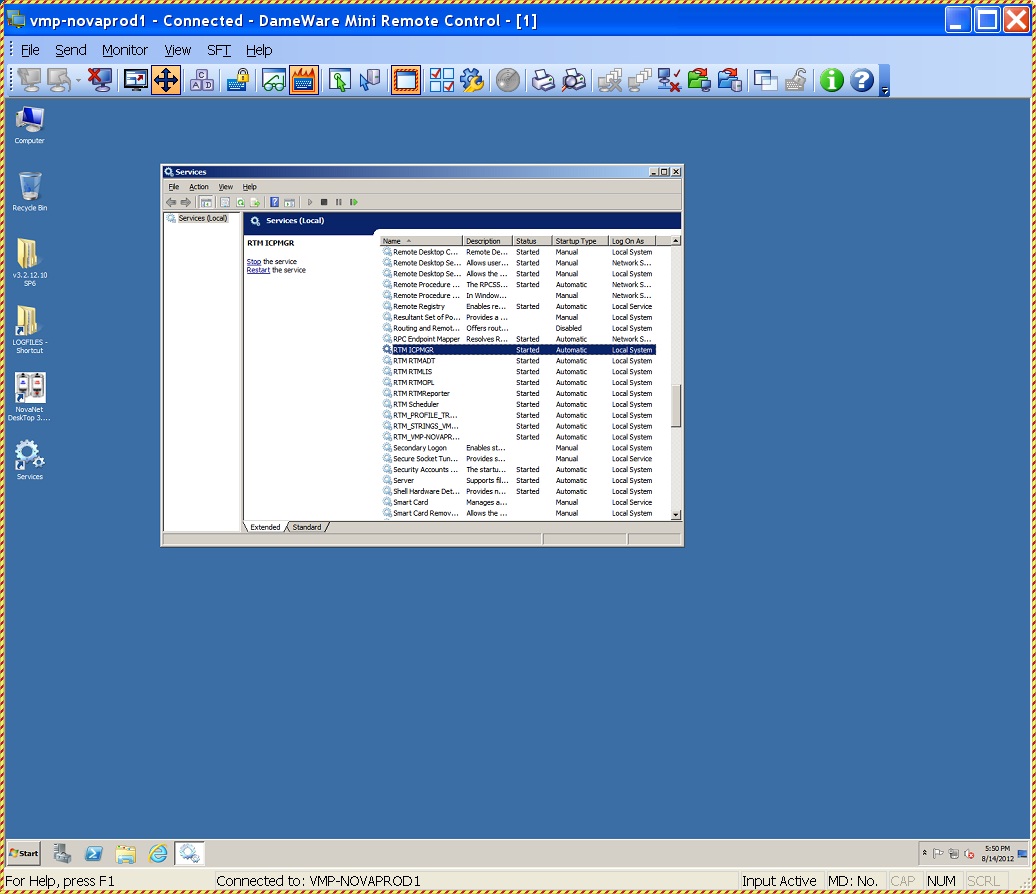 vmp-novaprod1 - Connected - DameWare Mini Remote Control - [1]
File Send Monitor View SFT Help
Computer
Recycle Bin
v3.2.12.10
SP6
LOGFILES -
Shortcut
NovaNet
DeskTop 3....
Services
Services
File Action View Help
Services (Local)
Services (Local)
RTM ICPMGR
Stop the service
Restart the service
Name Description Status Startup Type Log On As
Remote Desktop C... Remote De... Started Manual Local System
Remote Desktop Se... Allows user... Started Manual Network S...
Remote Desktop Se... Allows the ... Started Manual Local System
Remote Procedure ... The RPCSS... Started Automatic Network S...
Remote Procedure ... In Window... Manual Network S...
Remote Registry Enables re... Started Automatic Local Service
Resultant Set of Po... Provides a ... Manual Local System
Routing and Remot... Offers rout... Disabled Local System
RPC Endpoint Mapper Resolves R... Started Automatic Network S...
RTM ICPMGR Started Automatic Local System
RTM RTMADT Started Automatic Local System
RTM RTMLIS Started Automatic Local System
RTM RTMOPL Started Automatic Local System
RTM RTMReporter Started Automatic Local System
RTM Scheduler Started Automatic Local System
RTM_PROFILE_TR... Started Automatic Local System
RTM_STRINGS_VM... Started Automatic Local System
RTM_VMP-NOVAPR... Started Automatic Local System
Secondary Logon Enables st... Manual Local System
Secure Socket Tun... Provides s... Manual Local Service
Security Accounts ... The startu... Started Automatic Local System
Server Supports fil... Started Automatic Local System
Shell Hardware Det... Provides n... Started Automatic Local System
Smart Card Manages a... Manual Local Service
Smart Card Remov... Allows the ... Manual Local System
Extended Standard
Start
5:50 PM
8/14/2012
For Help, press F1 Connected to: VMP-NOVAPROD1 Input Active MD: No. CAP NUM SCRL